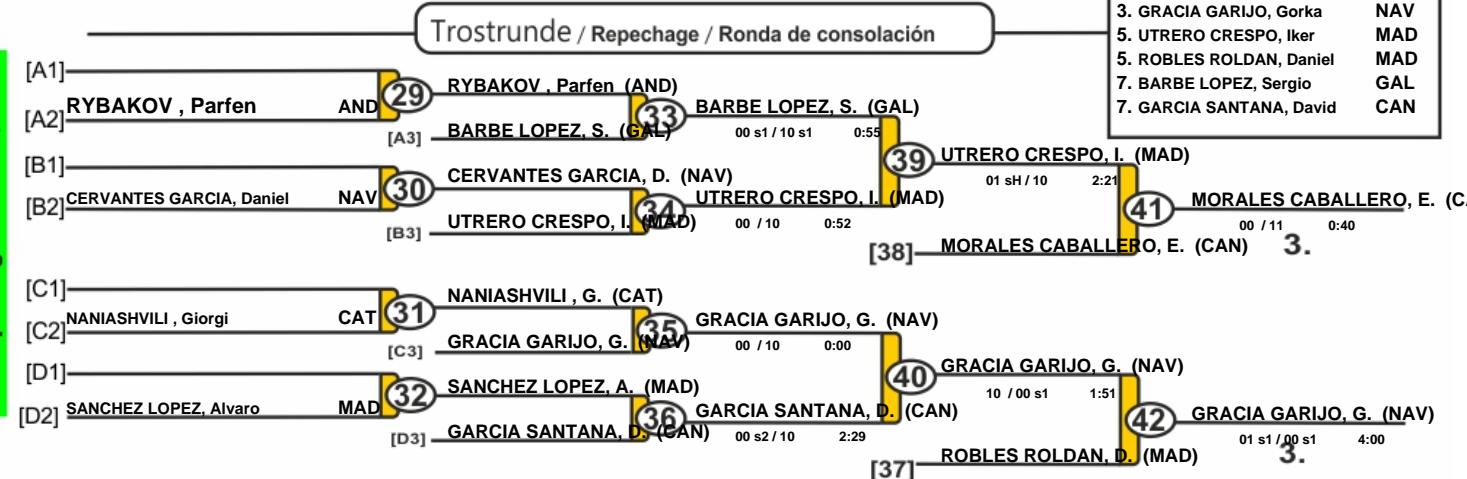 Trostrunde / Repechage / Ronda de consolación
3. GRACIA GARIJO, Gorka NAV
5. UTRERO CRESPO, Iker MAD
5. ROBLES ROLDAN, Daniel MAD
7. BARBE LOPEZ, Sergio GAL
7. GARCIA SANTANA, David CAN
[A1]
[A2] RYBAKOV , Parfen AND
29
RYBAKOV , Parfen (AND)
[A3] BARBE LOPEZ, S. (GAL)
33
BARBE LOPEZ, S. (GAL)
00 s1 / 10 s1 0:55
[B1]
[B2] CERVANTES GARCIA, Daniel NAV
30
CERVANTES GARCIA, D. (NAV)
[B3] UTRERO CRESPO, I. (MAD)
34
UTRERO CRESPO, I. (MAD)
00 / 10 0:52
39
UTRERO CRESPO, I. (MAD)
01 sH / 10 2:21
[38] MORALES CABALLERO, E. (CAN)
41
MORALES CABALLERO, E. (CA
00 / 11 0:40
3.
[C1]
[C2] NANIASHVILI , Giorgi CAT
31
NANIASHVILI , G. (CAT)
[C3] GRACIA GARIJO, G. (NAV)
35
GRACIA GARIJO, G. (NAV)
00 / 10 0:00
[D1]
[D2] SANCHEZ LOPEZ, Alvaro MAD
32
SANCHEZ LOPEZ, A. (MAD)
[D3] GARCIA SANTANA, D. (CAN)
36
GARCIA SANTANA, D. (CAN)
00 s2 / 10 2:29
40
GRACIA GARIJO, G. (NAV)
10 / 00 s1 1:51
[37] ROBLES ROLDAN, D. (MAD)
42
GRACIA GARIJO, G. (NAV)
01 s1 / 00 s1 4:00
3.